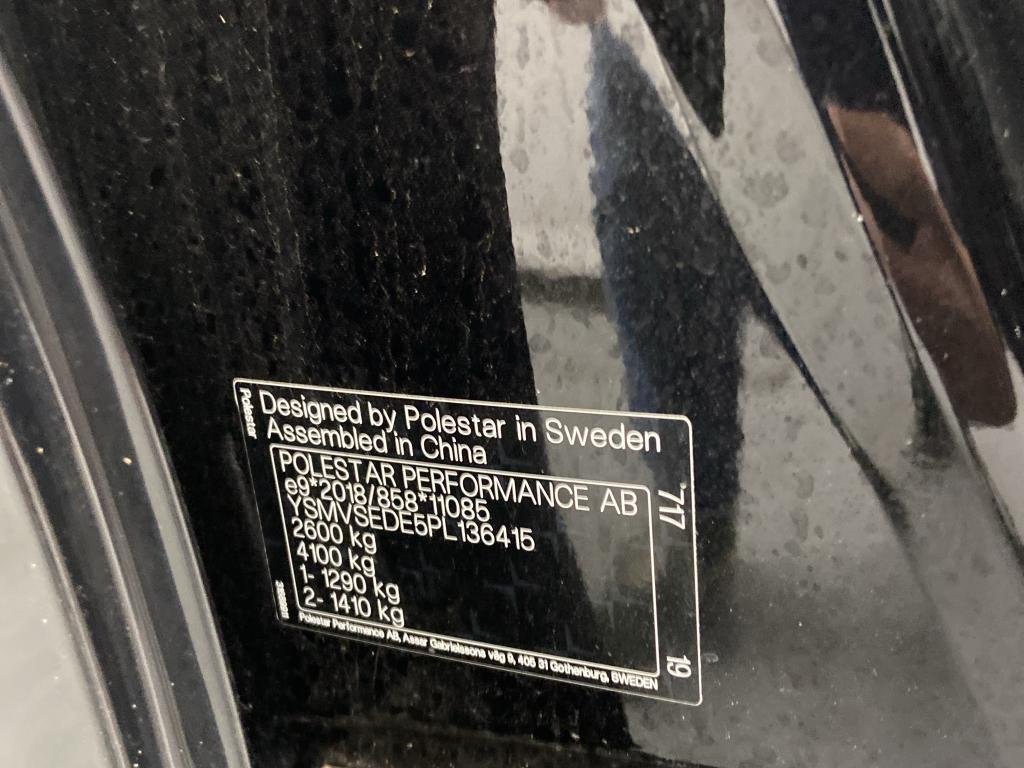 Polestar
Designed by Polestar in Sweden
Assembled in China
POLESTAR PERFORMANCE AB
e9*2018/858*11085
YSMVSEDE5PL136415
2600 kg
4100 kg
1- 1290 kg
2- 1410 kg
717
19
Polestar Performance AB, Assar Gabrielssons väg 9, 405 31 Gothenburg, SWEDEN